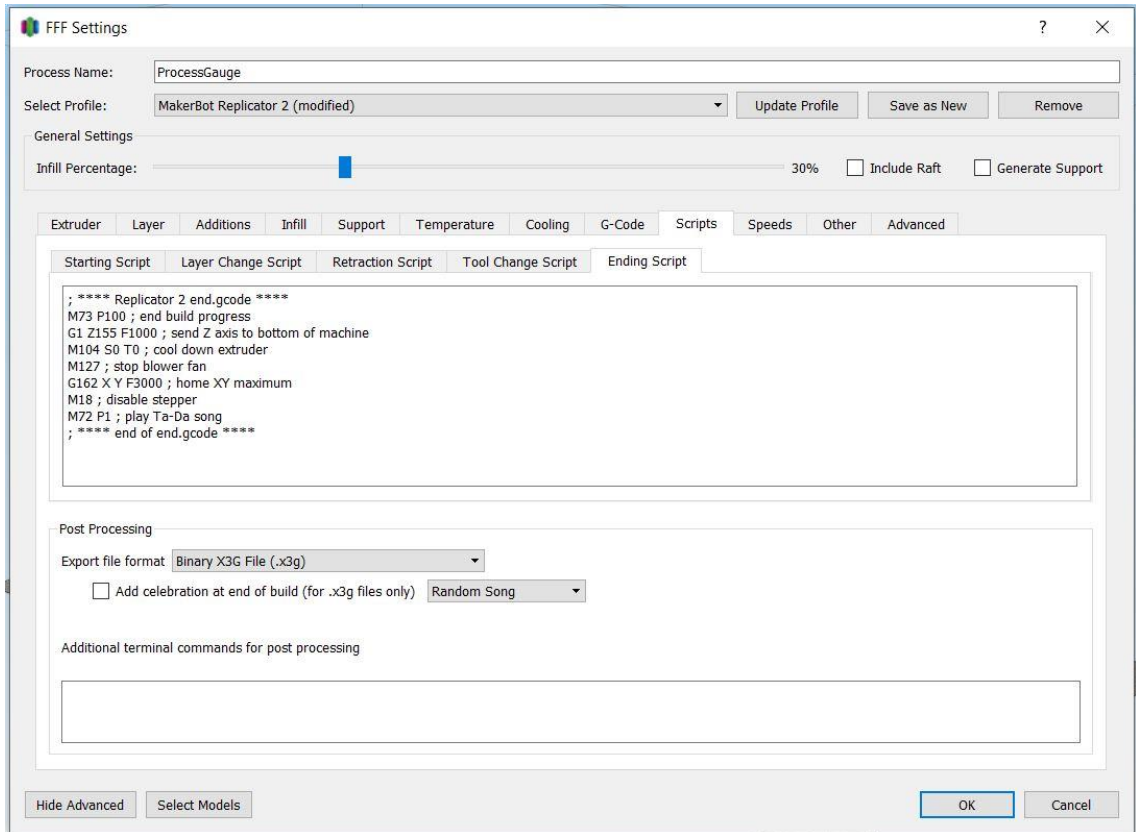 FFF Settings ? ×
Process Name: ProcessGauge
Select Profile: MakerBot Replicator 2 (modified) Update Profile Save as New Remove
General Settings
Infill Percentage: 30% Include Raft Generate Support
Extruder Layer Additions Infill Support Temperature Cooling G-Code Scripts Speeds Other Advanced
Starting Script Layer Change Script Retraction Script Tool Change Script Ending Script
; **** Replicator 2 end.gcode ****
M73 P100 ; end build progress
G1 Z155 F1000 ; send Z axis to bottom of machine
M104 S0 T0 ; cool down extruder
M127 ; stop blower fan
G162 X Y F3000 ; home XY maximum
M18 ; disable stepper
M72 P1 ; play Ta-Da song
; **** end of end.gcode ****
Post Processing
Export file format Binary X3G File (.x3g)
Add celebration at end of build (for .x3g files only) Random Song
Additional terminal commands for post processing
Hide Advanced Select Models OK Cancel